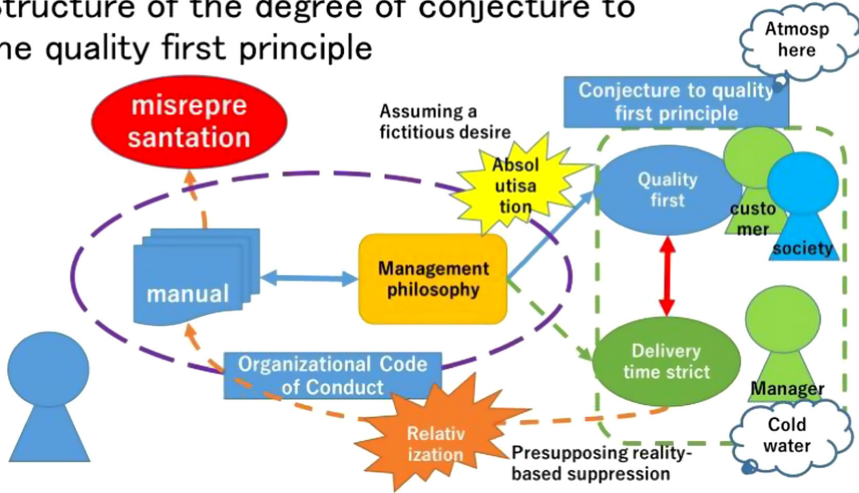 Structure of the degree of conjecture to
he quality first principle
Atmosp
here
misrepre
santation
Assuming a
fictitious desire
Conjecture to quality
first principle
Absol
utisa
tion
Quality
first
custo
mer
society
manual
Management
philosophy
Organizational Code
of Conduct
Delivery
time strict
Manager
Relativ
ization
Presupposing reality-
based suppression
Cold
water